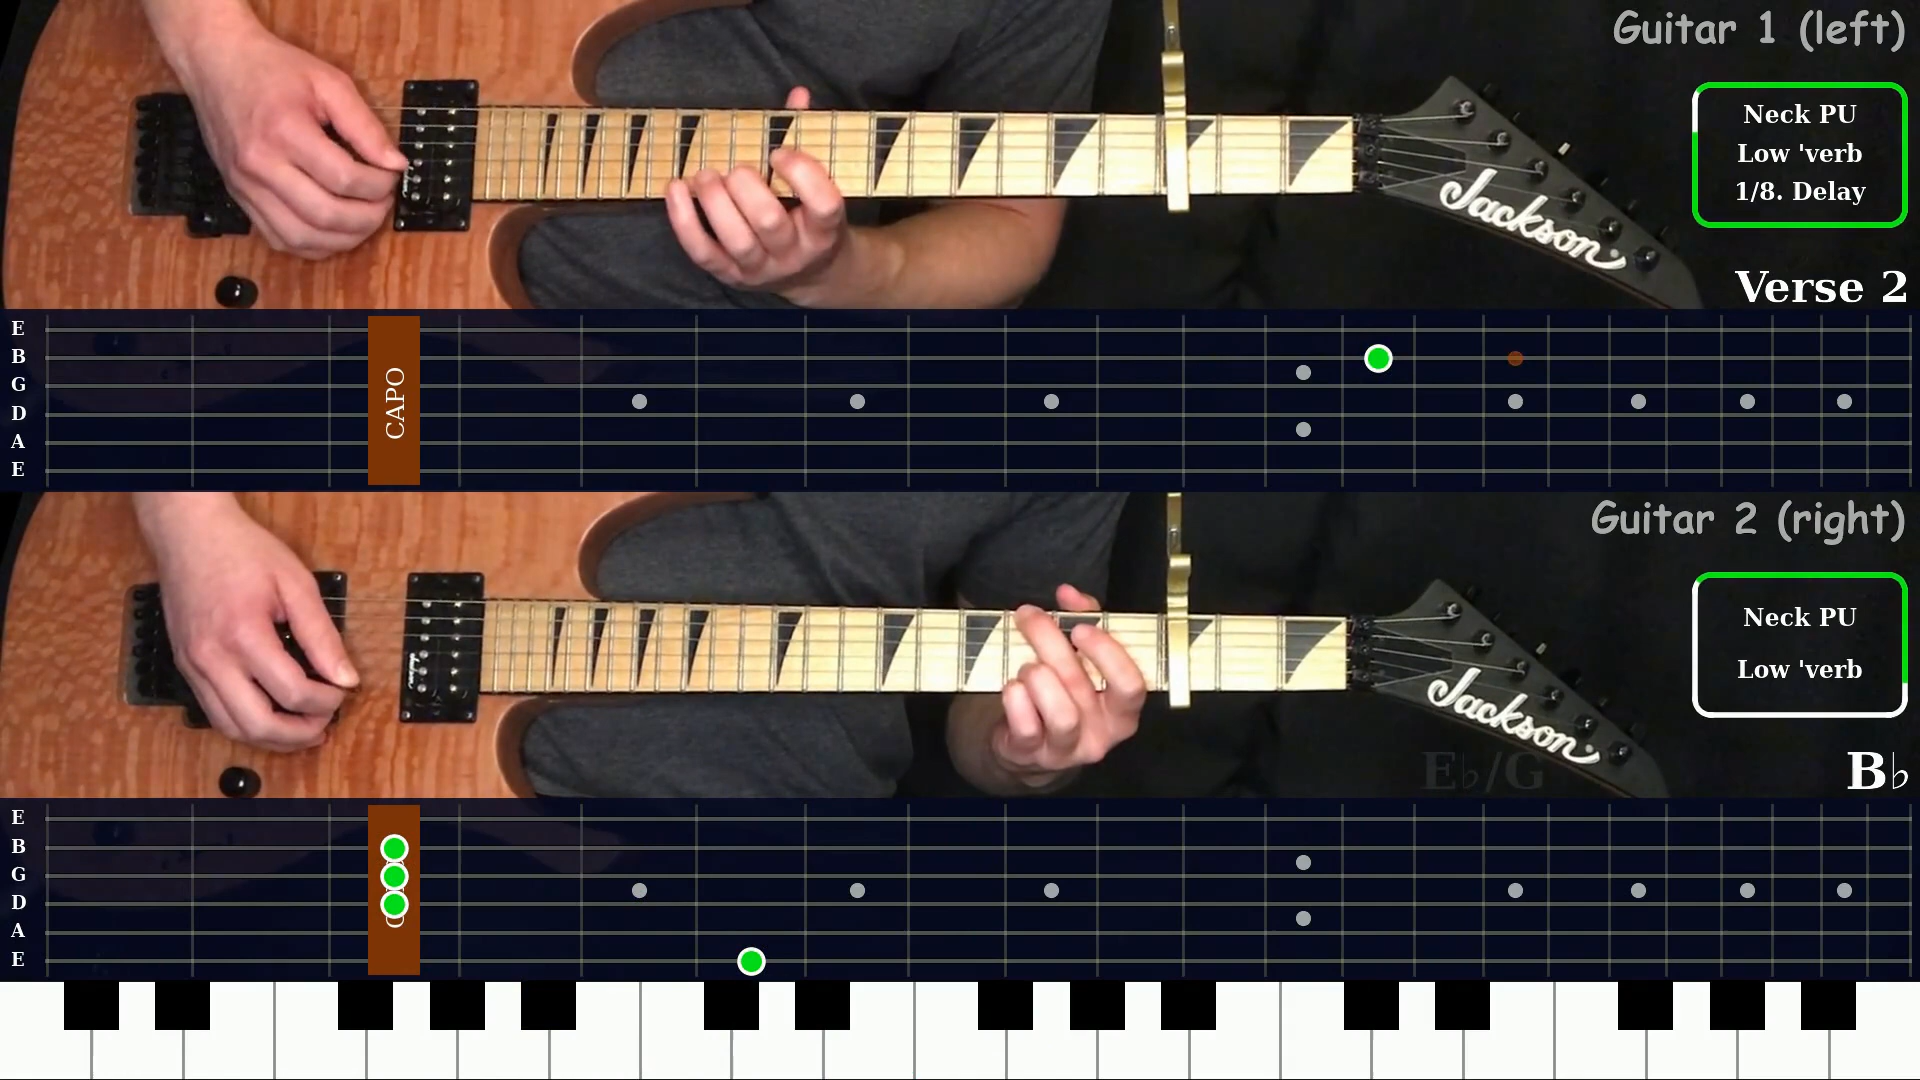 Guitar 1 (left)
Neck PU
Low 'verb
1/8. Delay
Jackson
Verse 2
E
B
G
D
A
E
CAPO
Guitar 2 (right)
Neck PU
Low 'verb
Jackson
E♭/G
B♭
E
B
G
D
A
E